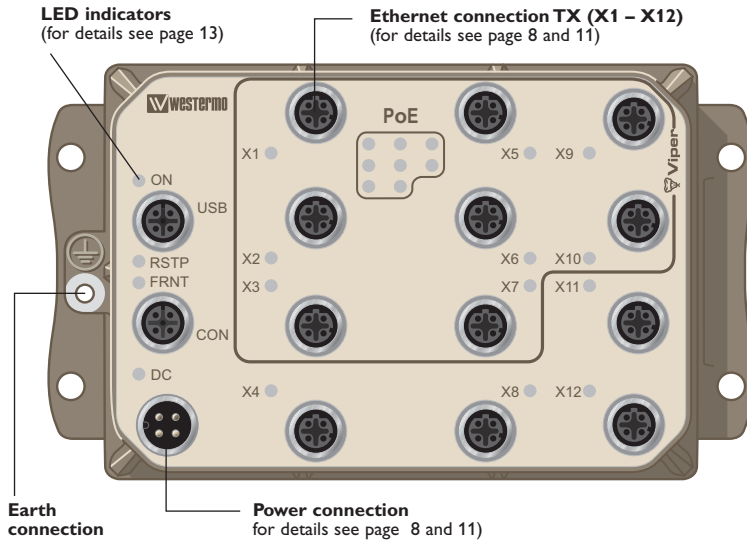 LED indicators
(for details see page 13)
Ethernet connection TX (X1 – X12)
(for details see page 8 and 11)
westermo
PoE
Viper
X1
X5
X9
ON
USB
X2
X6
X10
RSTP
FRNT
X3
X7
X11
CON
DC
X4
X8
X12
Earth
connection
Power connection
for details see page 8 and 11)